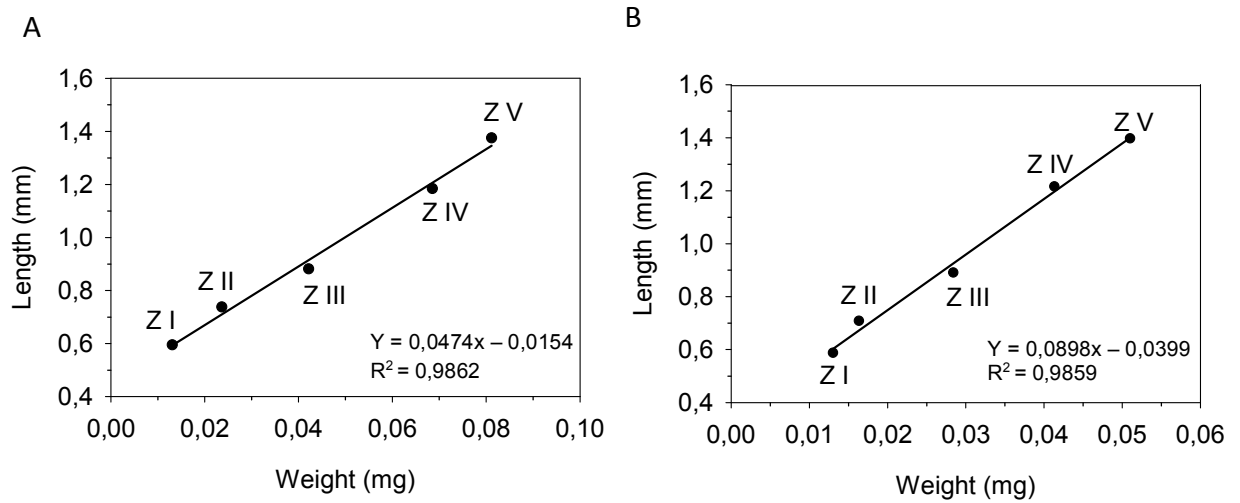 A
1,6
1,4
1,2
1,0
0,8
0,6
0,4
Length (mm)
Z I
Z II
Z III
Z IV
Z V
Y = 0,0474x – 0,0154
R² = 0,9862
0,00 0,02 0,04 0,06 0,08 0,10
Weight (mg)
B
1,6
1,4
1,2
1,0
0,8
0,6
0,4
Length (mm)
Z I
Z II
Z III
Z IV
Z V
Y = 0,0898x – 0,0399
R² = 0,9859
0,00 0,01 0,02 0,03 0,04 0,05 0,06
Weight (mg)